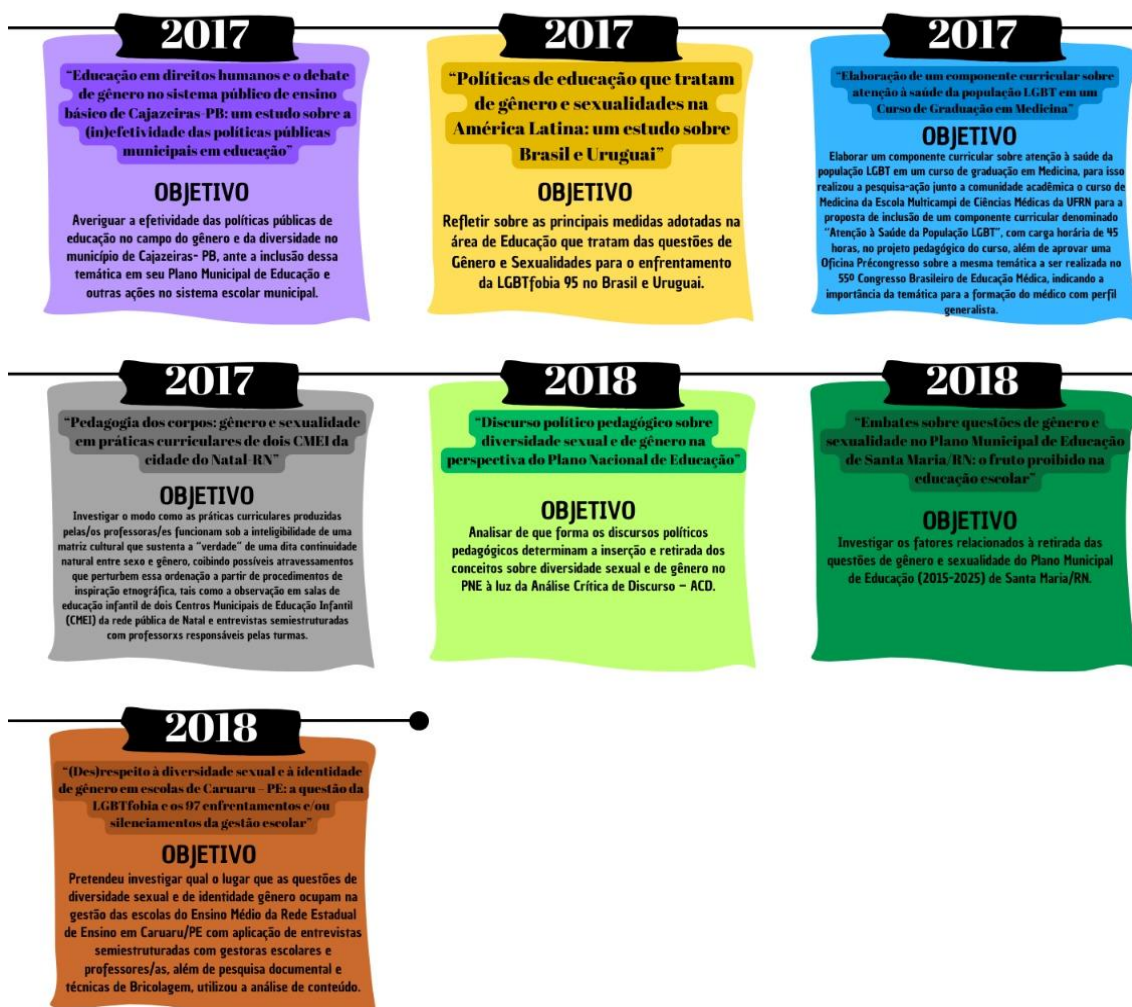 2017
“Educação em direitos humanos e o debate
de gênero no sistema público de ensino
básico de Cajazeiras-PB: um estudo sobre a
(in)efetividade das políticas públicas
municipais em educação”
OBJETIVO
Averiguar a efetividade das políticas públicas de
educação no campo do gênero e da diversidade no
município de Cajazeiras- PB, ante a inclusão dessa
temática em seu Plano Municipal de Educação e
outras ações no sistema escolar municipal.
2017
“Políticas de educação que tratam
de gênero e sexualidades na
América Latina: um estudo sobre
Brasil e Uruguai”
OBJETIVO
Refletir sobre as principais medidas adotadas na
área de Educação que tratam das questões de
Gênero e Sexualidades para o enfrentamento
da LGBTfobia 95 no Brasil e Uruguai.
2017
“Elaboração de um componente curricular sobre
atenção à saúde da população LGBT em um
Curso de Graduação em Medicina”
OBJETIVO
Elaborar um componente curricular sobre atenção à saúde da
população LGBT em um curso de graduação em Medicina, para isso
realizou a pesquisa-ação junto a comunidade acadêmica o curso de
Medicina da Escola Multicampi de Ciências Médicas da UFRN para a
proposta de inclusão de um componente curricular denominado
“Atenção à Saúde da População LGBT”, com carga horária de 45
horas, no projeto pedagógico do curso, além de aprovar uma
Oficina Précongresso sobre a mesma temática a ser realizada no
55º Congresso Brasileiro de Educação Médica, indicando a
importância da temática para a formação do médico com perfil
generalista.
2017
“Pedagogia dos corpos: gênero e sexualidade
em práticas curriculares de dois CMEI da
cidade do Natal-RN”
OBJETIVO
Investigar o modo como as práticas curriculares produzidas
pelas/os professoras/es funcionam sob a inteligibilidade de uma
matriz cultural que sustenta a “verdade” de uma dita continuidade
natural entre sexo e gênero, coibindo possíveis atravessamentos
que perturbem essa ordenação a partir de procedimentos de
inspiração etnográfica, tais como a observação em salas de
educação infantil de dois Centros Municipais de Educação Infantil
(CMEI) da rede pública de Natal e entrevistas semiestruturadas
com professorxs responsáveis pelas turmas.
2018
“Discurso político pedagógico sobre
diversidade sexual e de gênero na
perspectiva do Plano Nacional de Educação”
OBJETIVO
Analisar de que forma os discursos políticos
pedagógicos determinam a inserção e retirada dos
conceitos sobre diversidade sexual e de gênero no
PNE à luz da Análise Crítica de Discurso – ACD.
2018
“Embates sobre questões de gênero e
sexualidade no Plano Municipal de Educação
de Santa Maria/RN: o fruto proibido na
educação escolar”
OBJETIVO
Investigar os fatores relacionados à retirada das
questões de gênero e sexualidade do Plano Municipal
de Educação (2015-2025) de Santa Maria/RN.
2018
“(Des)respeito à diversidade sexual e à identidade
de gênero em escolas de Caruaru – PE: a questão da
LGBTfobia e os 97 enfrentamentos e/ou
silenciamentos da gestão escolar”
OBJETIVO
Pretendeu investigar qual o lugar que as questões de
diversidade sexual e de identidade gênero ocupam na
gestão das escolas do Ensino Médio da Rede Estadual
de Ensino em Caruaru/PE com aplicação de entrevistas
semiestruturadas com gestoras escolares e
professores/as, além de pesquisa documental e
técnicas de Bricolagem, utilizou a análise de conteúdo.